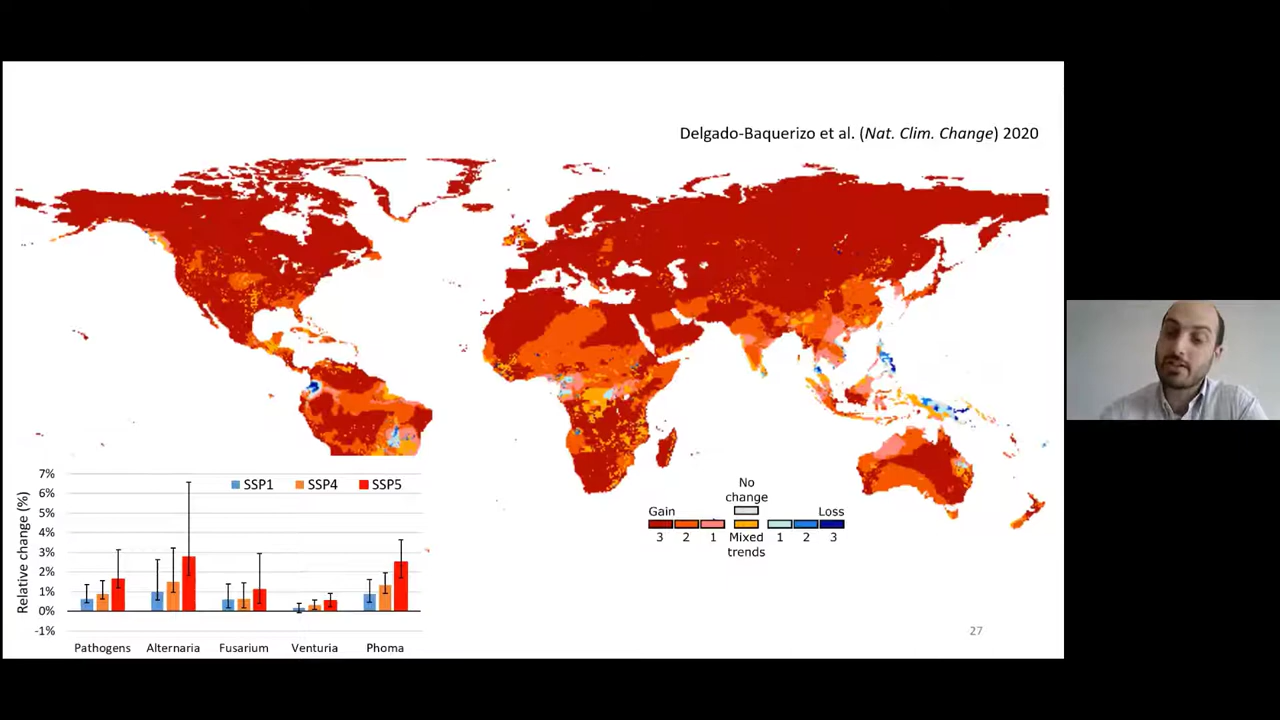 Delgado-Baquerizo et al. (Nat. Clim. Change) 2020
7%
6%
5%
4%
3%
2%
1%
0%
-1%
Relative change (%)
SSP1 SSP4 SSP5
Pathogens Alternaria Fusarium Venturia Phoma
No
change
Gain Loss
3 2 1 Mixed 1 2 3
trends
27